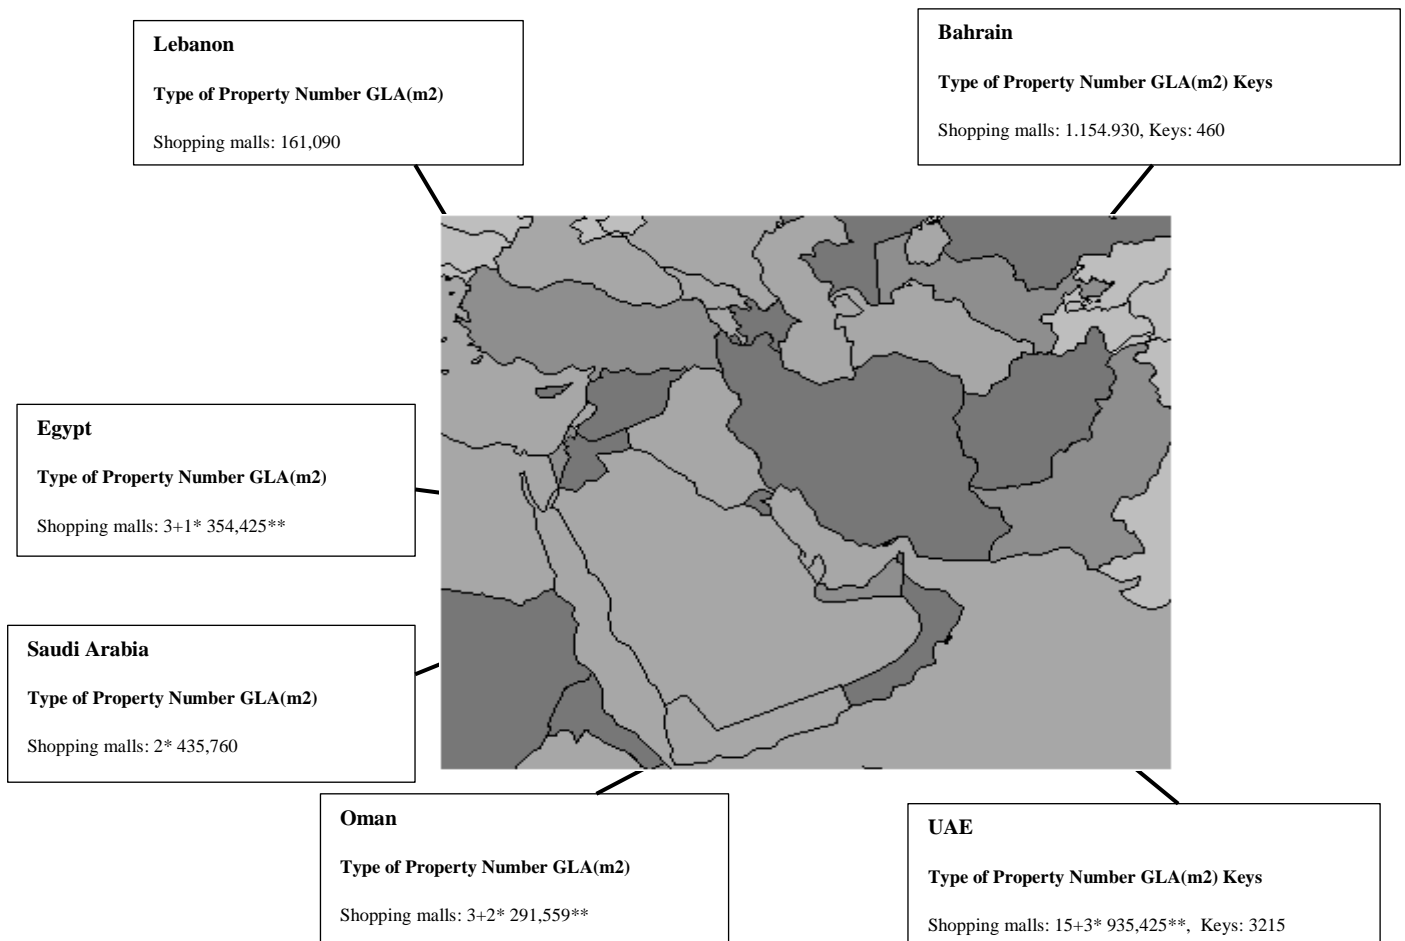 Lebanon
Type of Property Number GLA(m2)
Shopping malls: 161,090
Bahrain
Type of Property Number GLA(m2) Keys
Shopping malls: 1.154.930, Keys: 460
Egypt
Type of Property Number GLA(m2)
Shopping malls: 3+1* 354,425**
Saudi Arabia
Type of Property Number GLA(m2)
Shopping malls: 2* 435,760
Oman
Type of Property Number GLA(m2)
Shopping malls: 3+2* 291,559**
UAE
Type of Property Number GLA(m2) Keys
Shopping malls: 15+3* 935,425**, Keys: 3215